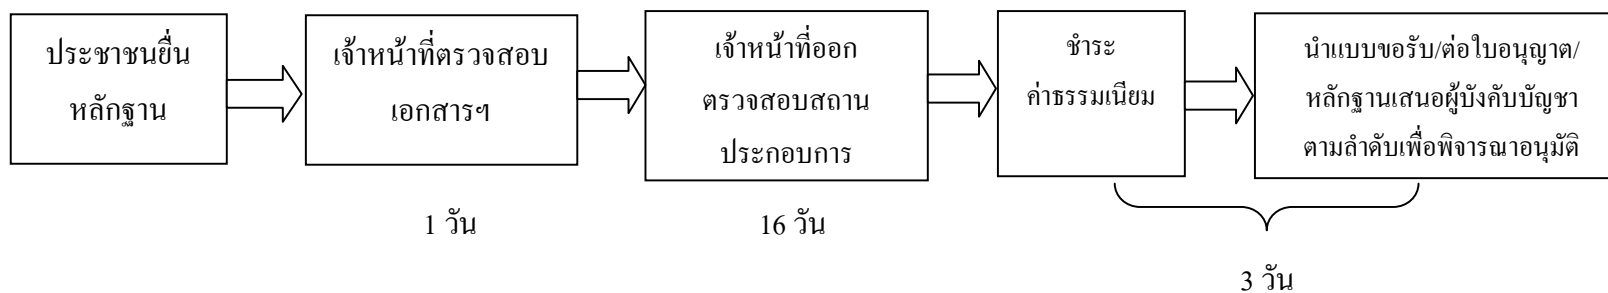 ประชาชนยื่น
หลักฐาน
เจ้าหน้าที่ตรวจสอบ
เอกสารฯ
เจ้าหน้าที่ออก
ตรวจสอบสถาน
ประกอบการ
ชำระ
ค่าธรรมเนียม
นำแบบขอรับ/ต่อใบอนุญาต/
หลักฐานเสนอผู้บังคับบัญชา
ตามลำดับเพื่อพิจารณาอนุมัติ
1 วัน
16 วัน
3 วัน